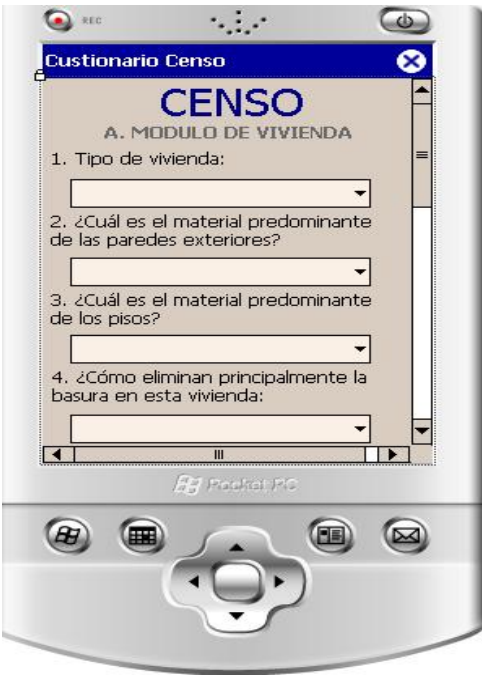 REC
Custionario Censo
CENSO
A. MODULO DE VIVIENDA
1. Tipo de vivienda:
2. ¿Cuál es el material predominante
de las paredes exteriores?
3. ¿Cuál es el material predominante
de los pisos?
4. ¿Cómo eliminan principalmente la
basura en esta vivienda:
Pocket PC